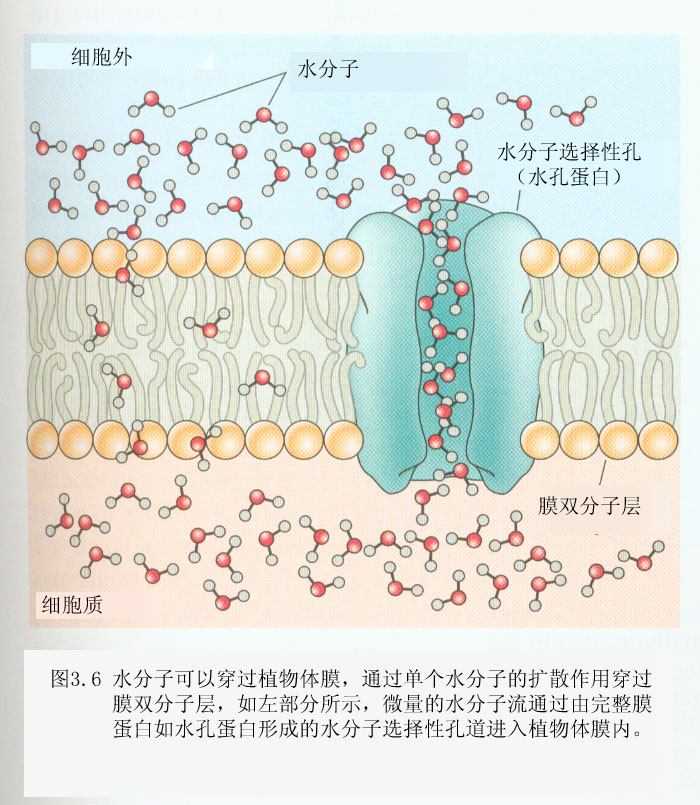 细胞外
水分子
水分子选择性孔
（水孔蛋白）
膜双分子层
细胞质
图3.6 水分子可以穿过植物体膜，通过单个水分子的扩散作用穿过
膜双分子层，如左部分所示，微量的水分子流通过由完整膜
蛋白如水孔蛋白形成的水分子选择性孔道进入植物体膜内。